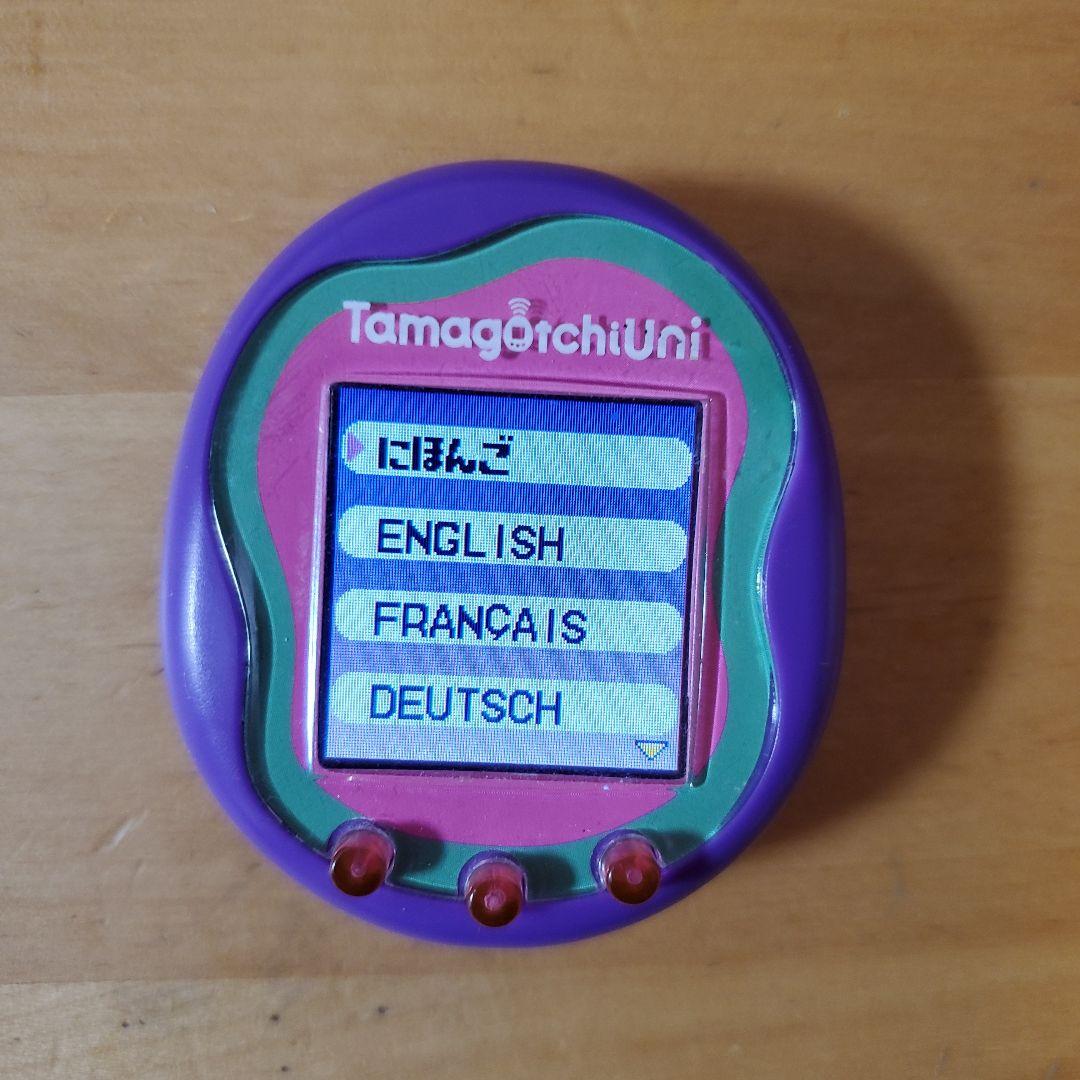 TamagotchiUni
にほんご
ENGLISH
FRANÇAIS
DEUTSCH